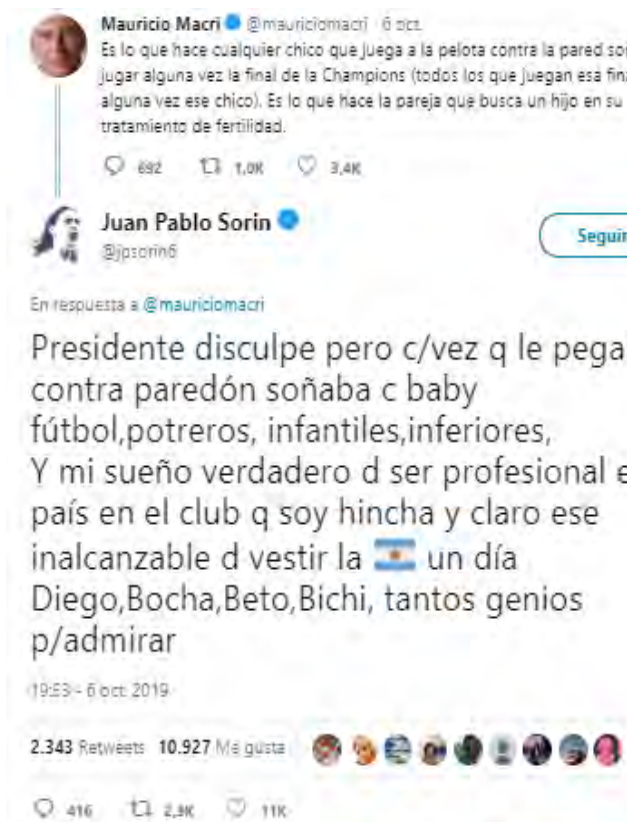 Mauricio Macri @mauriciomacri · 6 oct.
Es lo que hace cualquier chico que juega a la pelota contra la pared so
jugar alguna vez la final de la Champions (todos los que juegan esa fin
alguna vez ese chico). Es lo que hace la pareja que busca un hijo en su
tratamiento de fertilidad.
692 1,0K 3,4K
Juan Pablo Sorin
@jpsorin6
Seguir
En respuesta a @mauriciomacri
Presidente disculpe pero c/vez q le pega
contra paredón soñaba c baby
fútbol,potreros, infantiles,inferiores,
Y mi sueño verdadero d ser profesional e
país en el club q soy hincha y claro ese
inalcanzable d vestir la 🇦🇷 un día
Diego,Bocha,Beto,Bichi, tantos genios
p/admirar
19:53 - 6 oct. 2019
2.343 Retweets 10.927 Me gusta
416 2,3K 11K